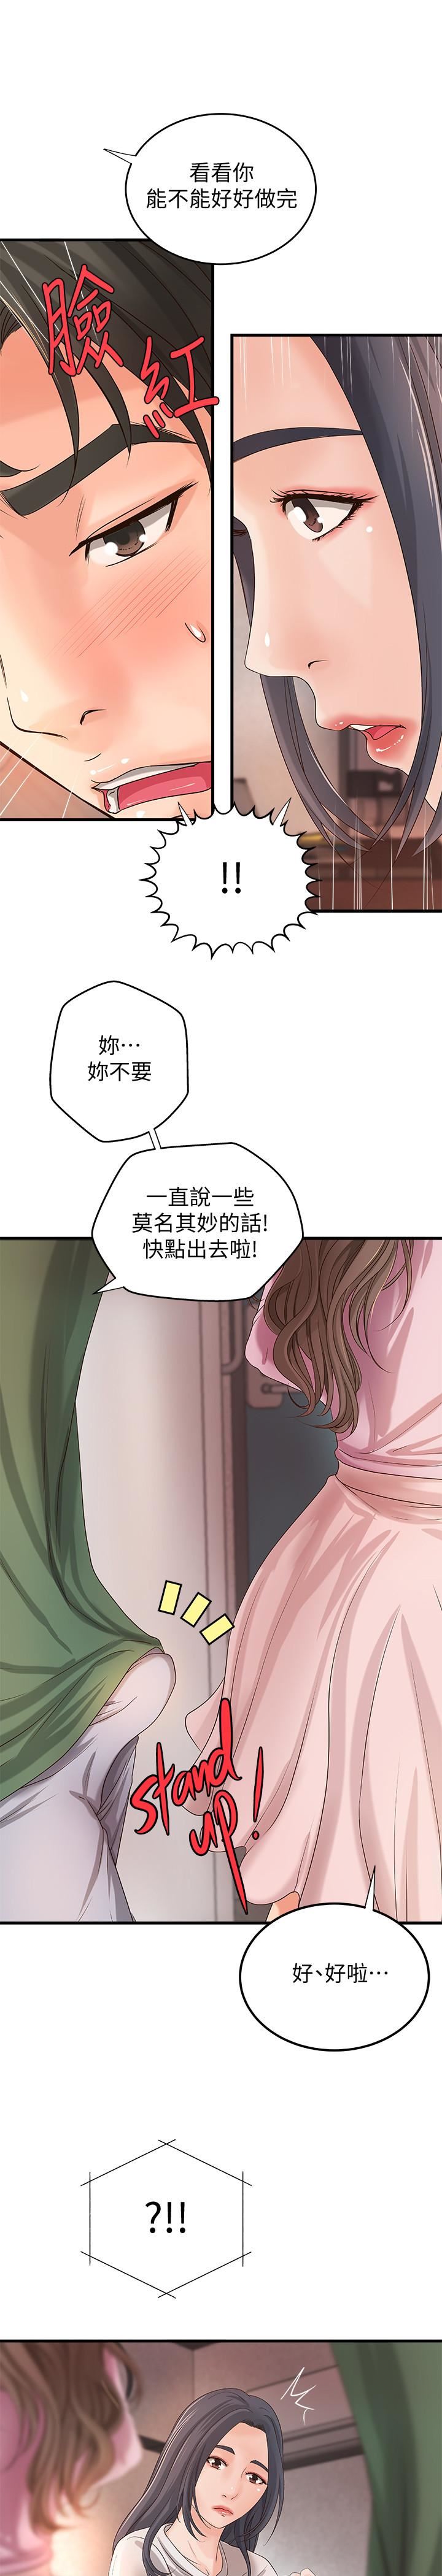 看看你
能不能好好做完
臉紅
!!
妳⋯
妳不要
一直說一些
莫名其妙的話!
快點出去啦!
stand
up!
好、好啦⋯
?!!